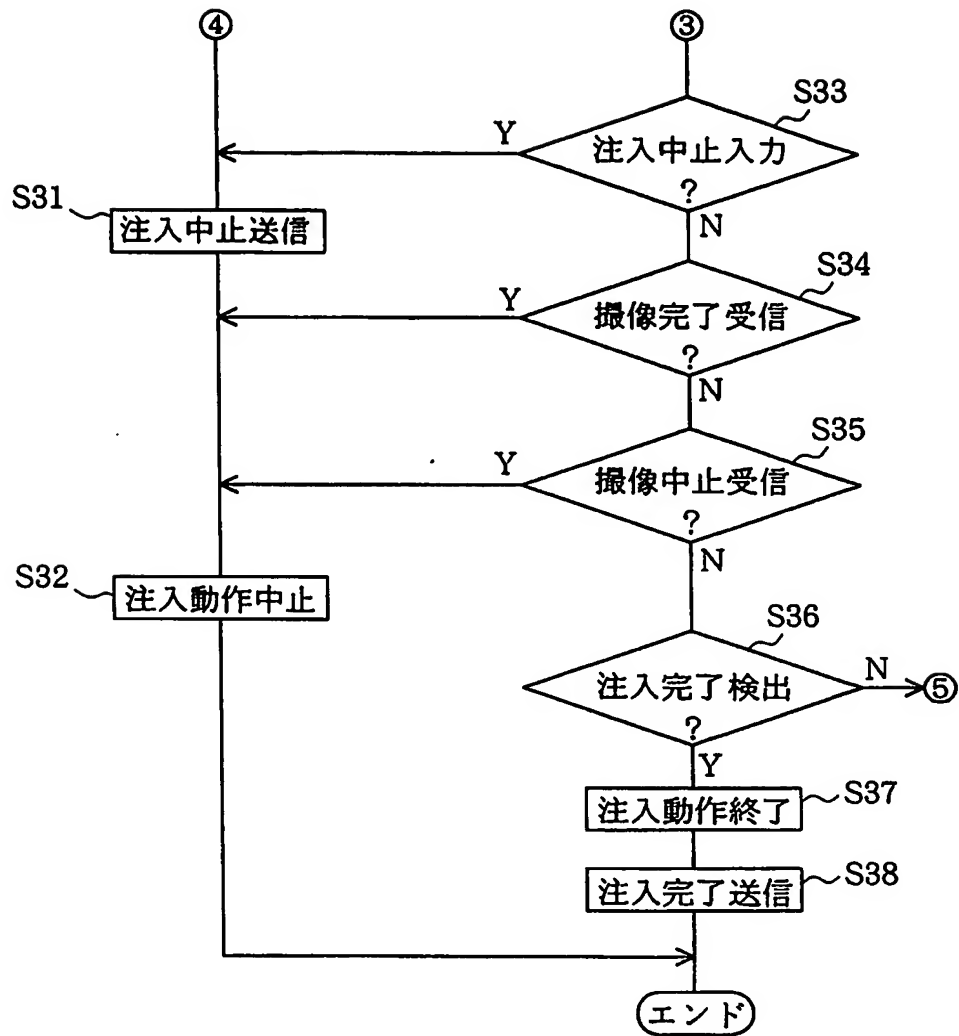 ④ ③
S33
Y 注入中止入力
?
S31
N
注入中止送信
S34
Y
撮像完了受信
?
N
S35
Y
撮像中止受信
?
N
S32
注入動作中止
S36
N
注入完了検出 ⑤
?
Y
注入動作終了 S37
注入完了送信 S38
エンド